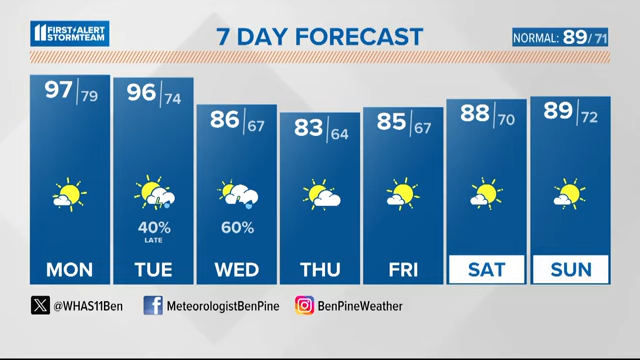 11 FIRST ALERT
STORMTEAM
7 DAY FORECAST
NORMAL: 89/71
97/79
96/74
86/67
83/64
85/67
88/70
89/72
40%
LATE
60%
MON
TUE
WED
THU
FRI
SAT
SUN
@WHAS11Ben
MeteorologistBenPine
BenPineWeather